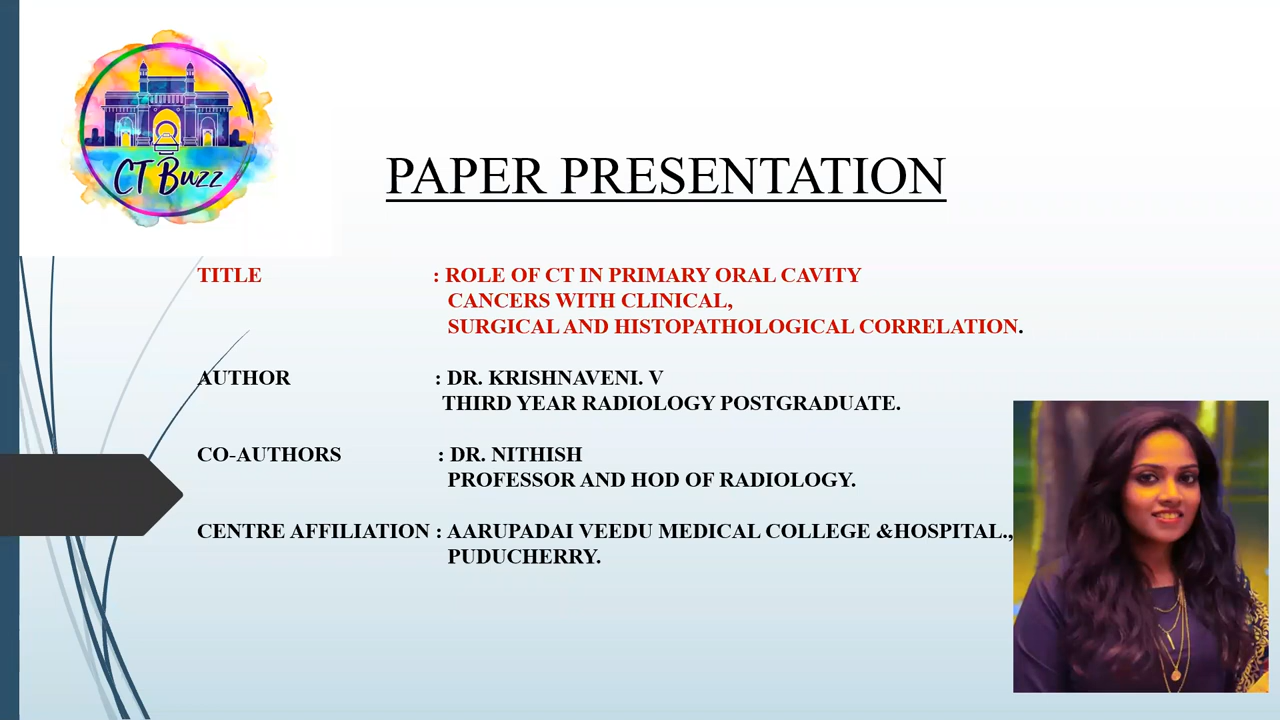 CT Buzz
PAPER PRESENTATION
TITLE : ROLE OF CT IN PRIMARY ORAL CAVITY
CANCERS WITH CLINICAL,
SURGICAL AND HISTOPATHOLOGICAL CORRELATION.
AUTHOR : DR. KRISHNAVENI. V
THIRD YEAR RADIOLOGY POSTGRADUATE.
CO-AUTHORS : DR. NITHISH
PROFESSOR AND HOD OF RADIOLOGY.
CENTRE AFFILIATION : AARUPADAI VEEDU MEDICAL COLLEGE &HOSPITAL.,
PUDUCHERRY.